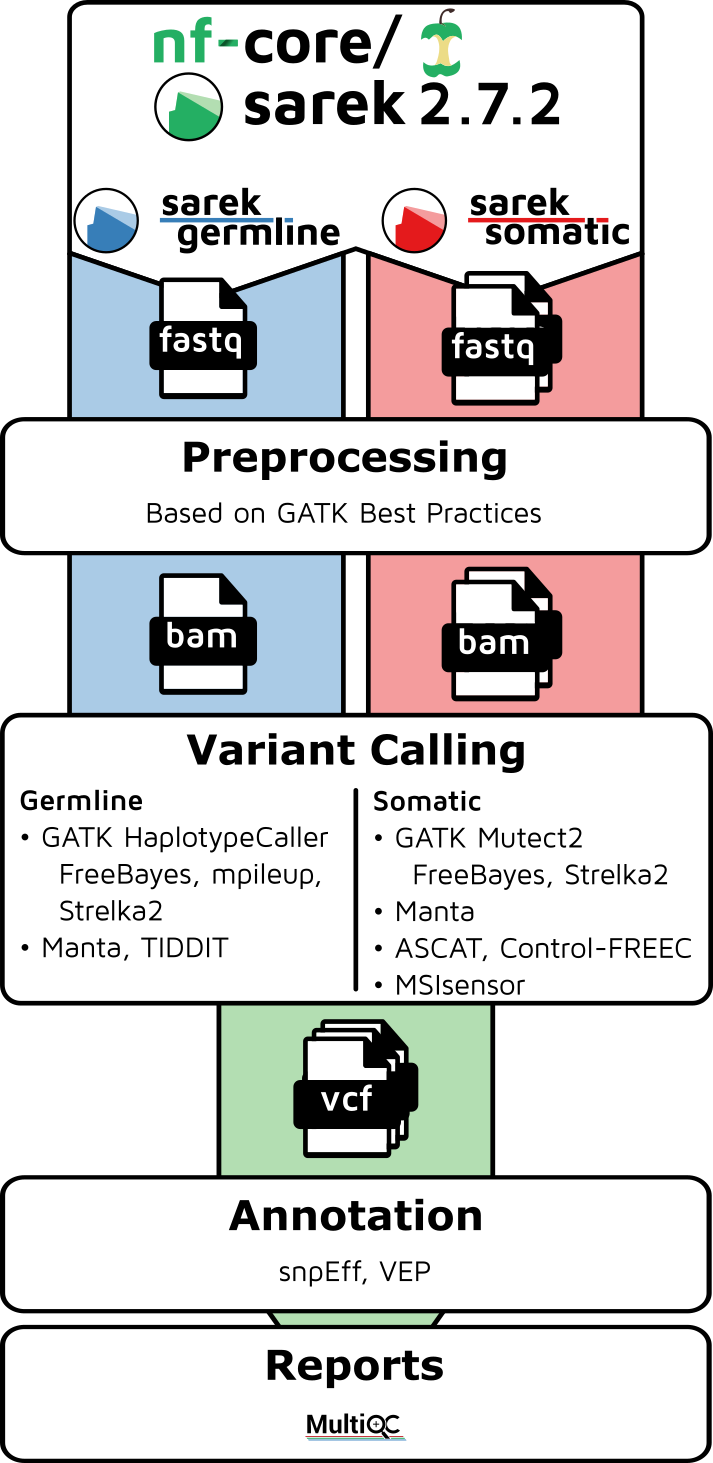 nf-core/
sarek 2.7.2
sarek
germline
sarek
somatic
fastq
fastq
Preprocessing
Based on GATK Best Practices
bam
bam
Variant Calling
Germline
• GATK HaplotypeCaller
FreeBayes, mpileup,
Strelka2
• Manta, TIDDIT
Somatic
• GATK Mutect2
FreeBayes, Strelka2
• Manta
• ASCAT, Control-FREEC
• MSIsensor
vcf
Annotation
snpEff, VEP
Reports
MultiQC